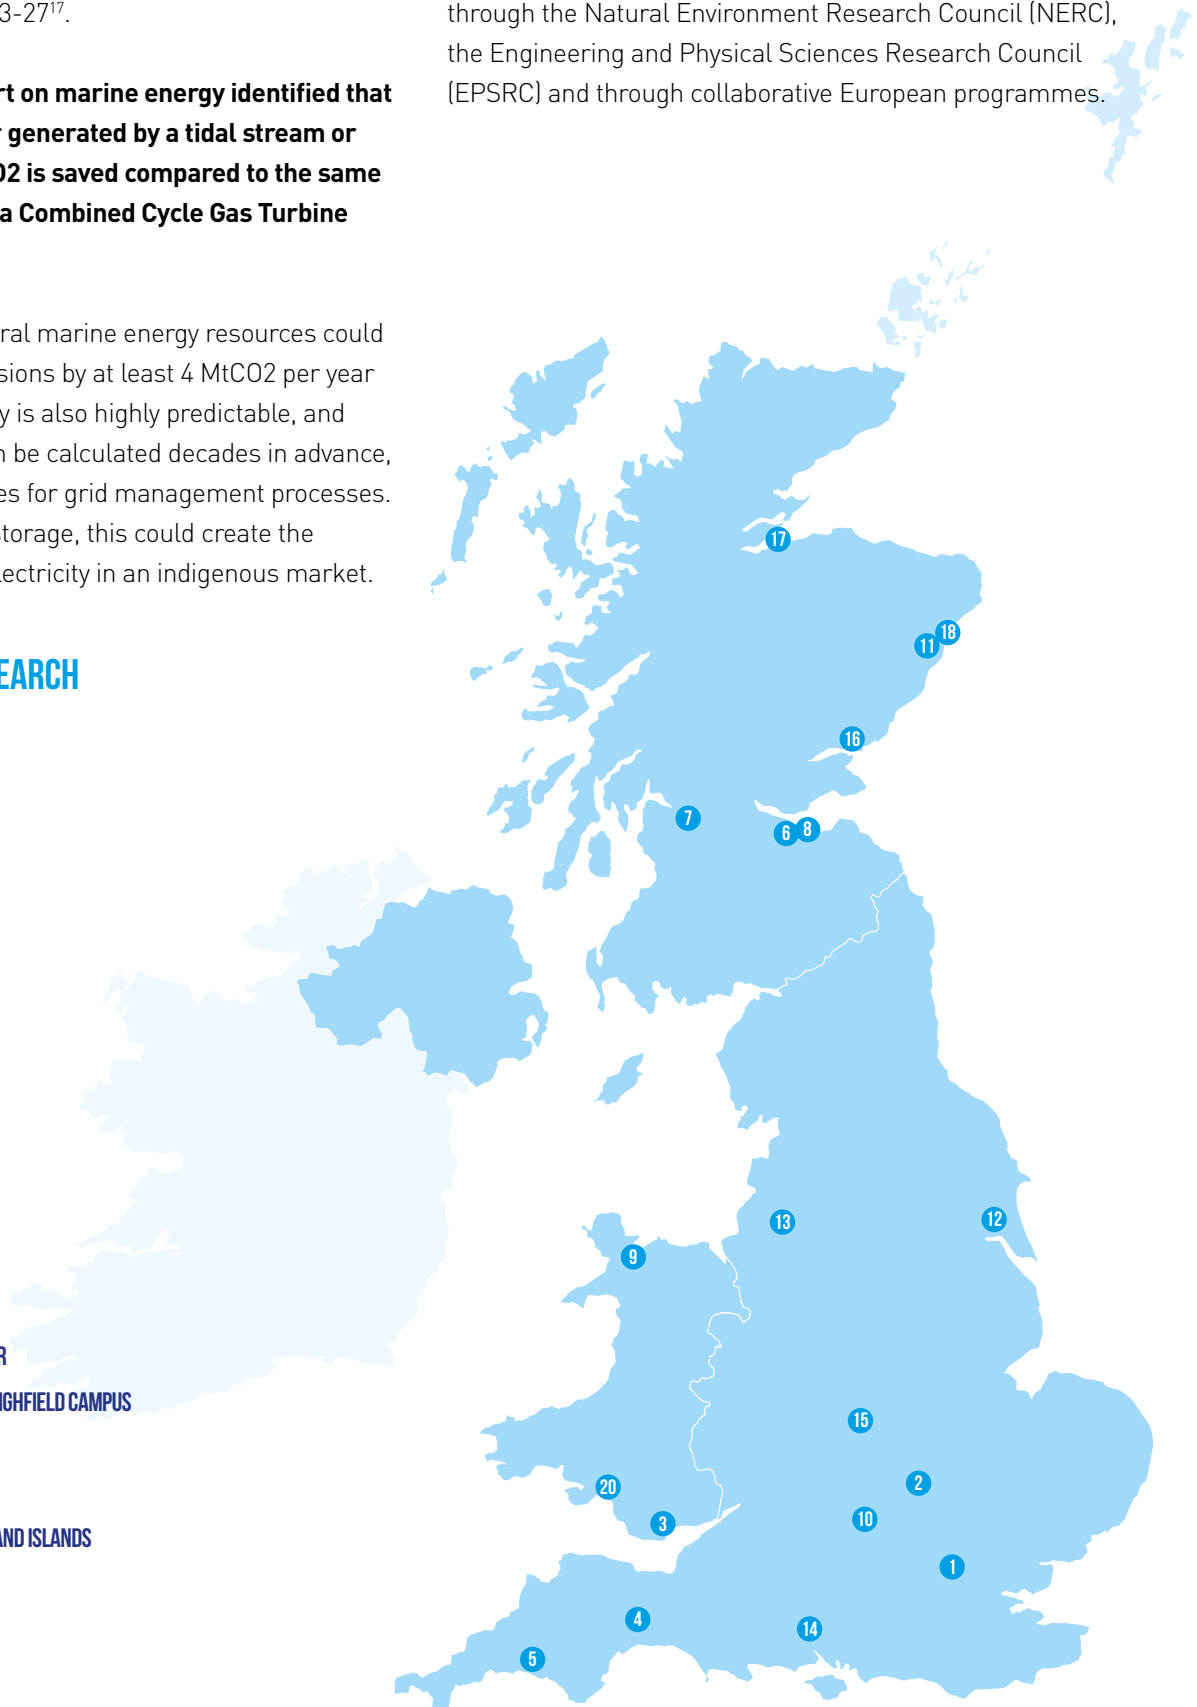 3-27¹⁷.
rt on marine energy identified that
r generated by a tidal stream or
O2 is saved compared to the same
a Combined Cycle Gas Turbine
ral marine energy resources could
sions by at least 4 MtCO2 per year
y is also highly predictable, and
n be calculated decades in advance,
es for grid management processes.
storage, this could create the
lectricity in an indigenous market.
EARCH
R
IGHFIELD CAMPUS
AND ISLANDS
through the Natural Environment Research Council (NERC),
the Engineering and Physical Sciences Research Council
(EPSRC) and through collaborative European programmes.
17
18
11
16
7
6
8
13
12
9
15
2
20
3
10
1
4
14
5